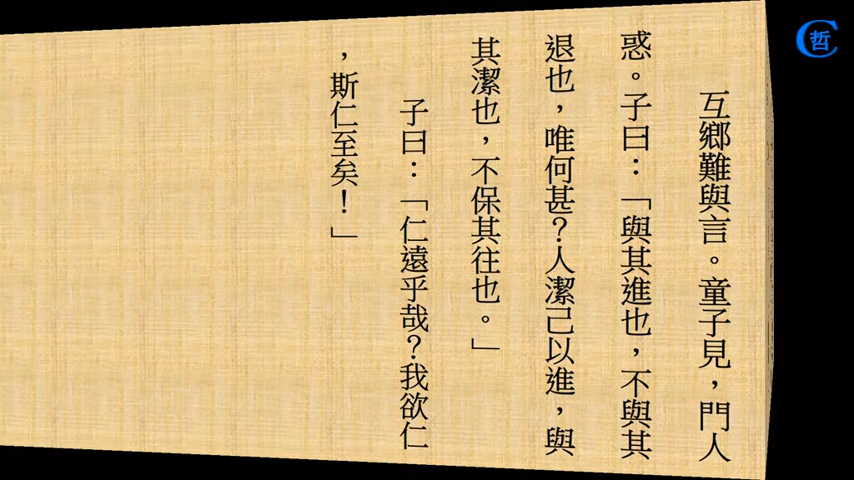 互鄉難與言。童子見，門人
惑。子曰：「與其進也，不與其
退也，唯何甚？人潔己以進，與
其潔也，不保其往也。」
子曰：「仁遠乎哉？我欲仁
，斯仁至矣！」
哲